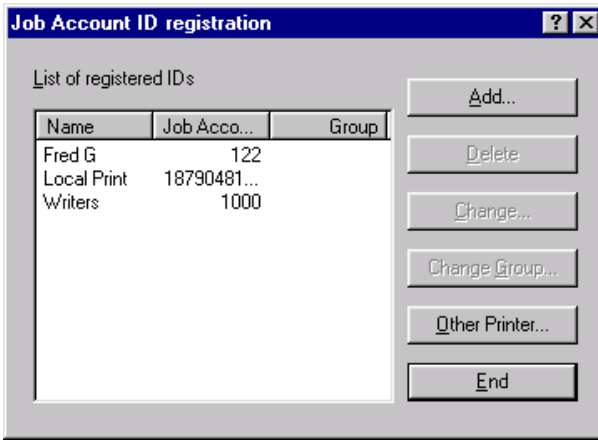 Job Account ID registration ? ×
List of registered IDs
Name Job Acco... Group
Fred G 122
Local Print 18790481...
Writers 1000
Add...
Delete
Change...
Change Group...
Other Printer...
End